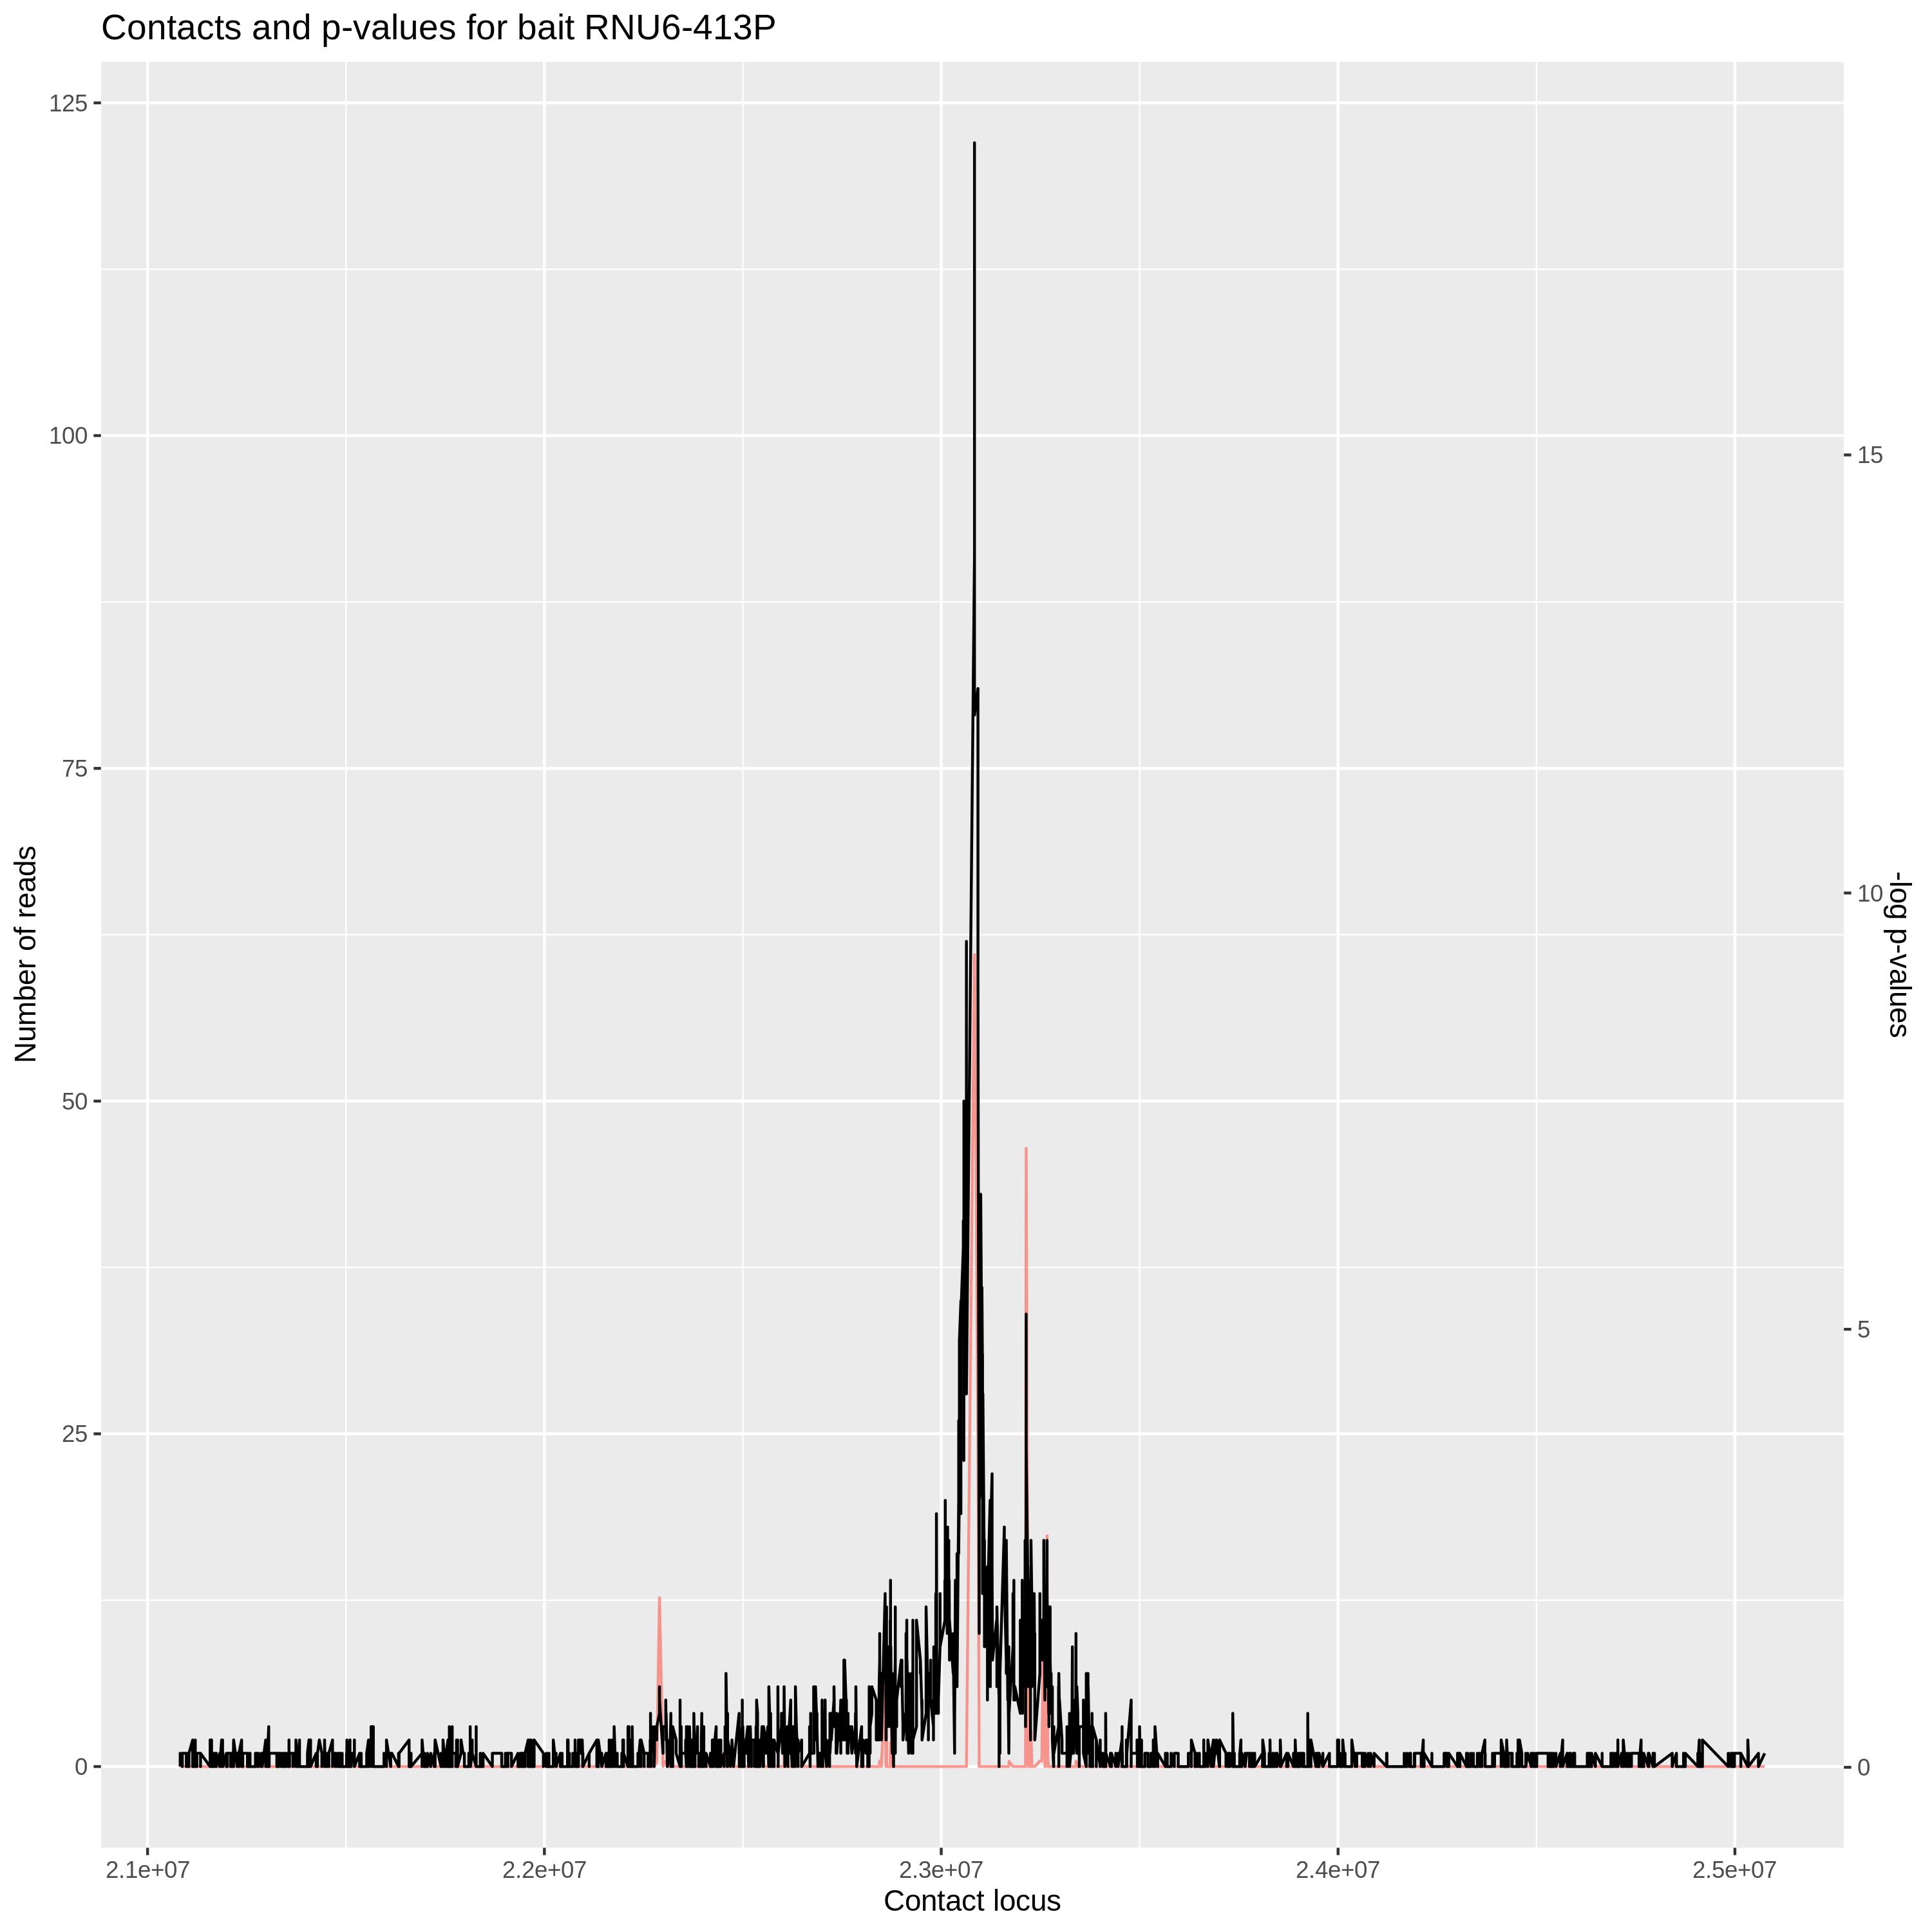 Contacts and p-values for bait RNU6-413P
125
100
75
50
25
0
Number of reads
15
10
5
0
-log p-values
2.1e+07
2.2e+07
2.3e+07
2.4e+07
2.5e+07
Contact locus